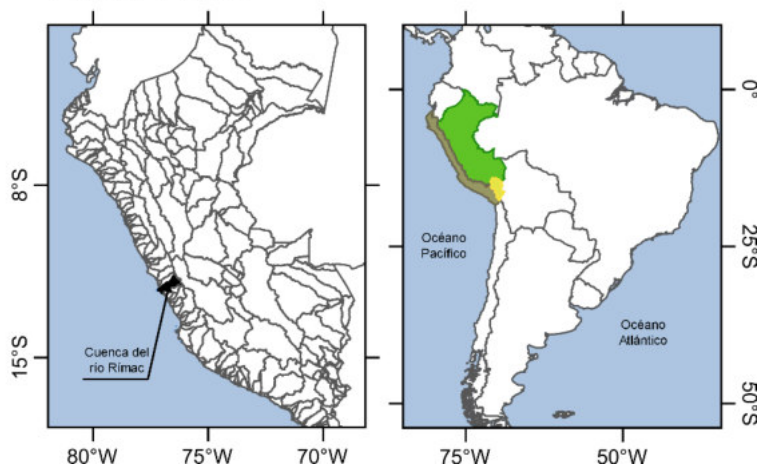 8°S
15°S
Cuenca del
río Rímac
80°W
75°W
70°W
0°
25°S
50°S
Océano
Pacífico
Océano
Atlántico
75°W
50°W